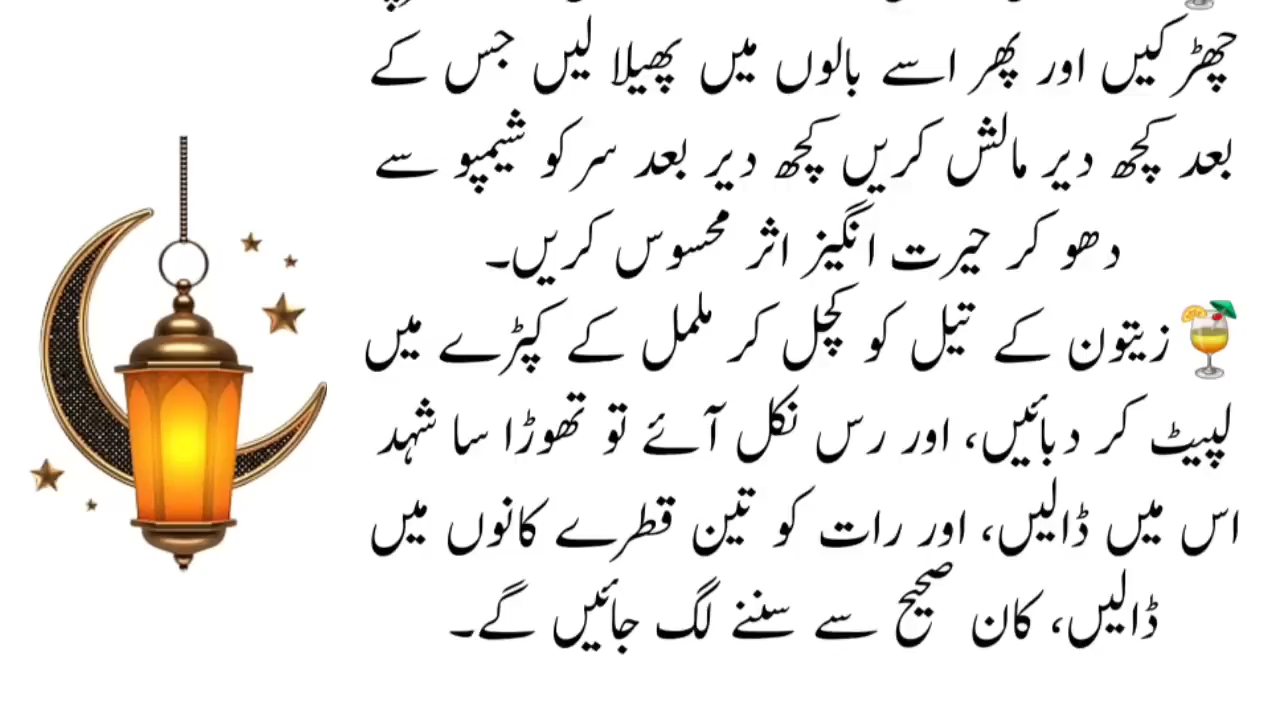 چھڑکیں اور پھر اسے بالوں میں پھیلا لیں جس کے
بعد کچھ دیر مالش کریں کچھ دیر بعد سر کو شیمپو سے
دھو کر حیرت انگیز اثر محسوس کریں۔
زیتون کے تیل کو کچل کر ململ کے کپڑے میں
لپیٹ کر دبائیں، اور رس نکل آئے تو تھوڑا سا شہد
اس میں ڈالیں، اور رات کو تین قطرے کانوں میں
ڈالیں، کان صحیح سے سننے لگ جائیں گے۔